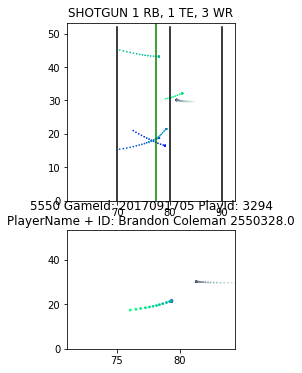 SHOTGUN 1 RB, 1 TE, 3 WR
50
40
30
20
10
0
70 80 90
5550 GameId: 2017091705 PlayId: 3294
PlayerName + ID: Brandon Coleman 2550328.0
40
20
0
75 80